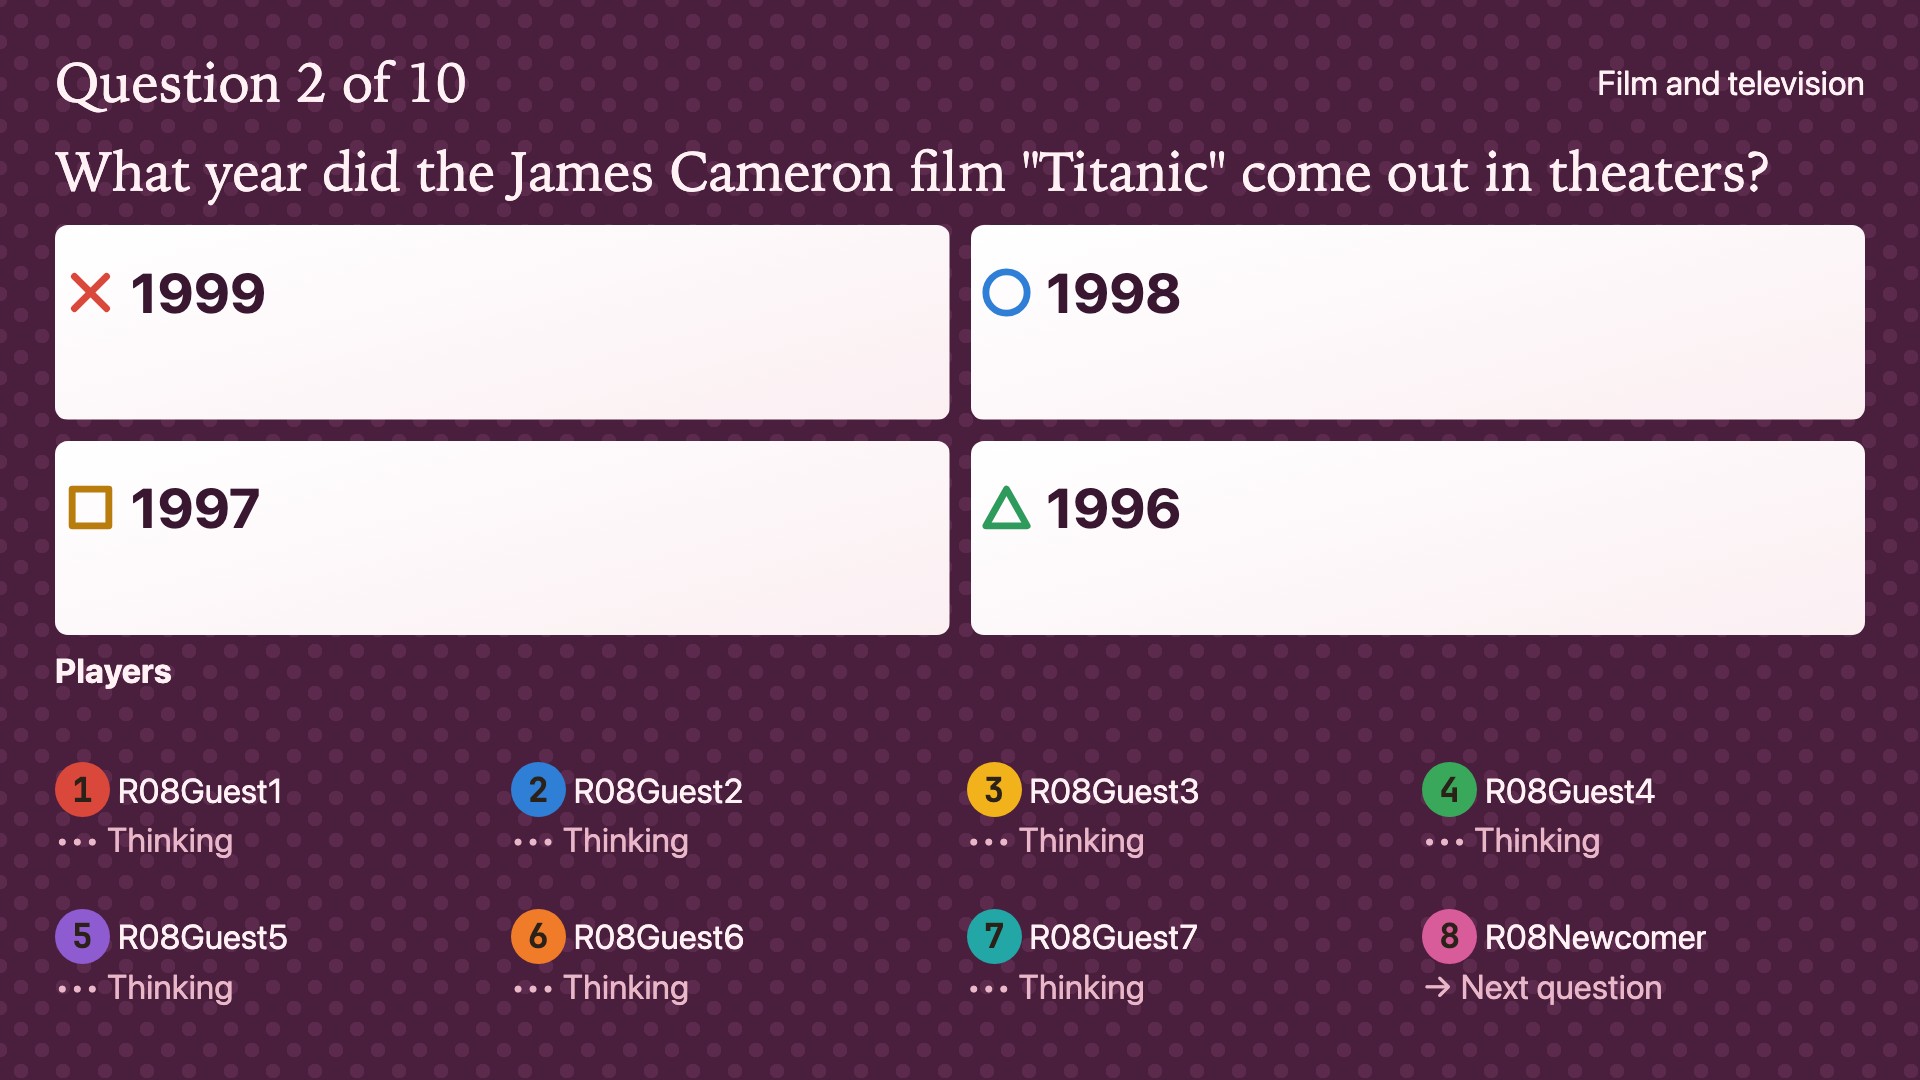 Question 2 of 10
Film and television
What year did the James Cameron film "Titanic" come out in theaters?
1999
1998
1997
1996
Players
1 R08Guest1
2 R08Guest2
3 R08Guest3
4 R08Guest4
Thinking
Thinking
Thinking
Thinking
5 R08Guest5
6 R08Guest6
7 R08Guest7
8 R08Newcomer
Thinking
Thinking
Thinking
→ Next question